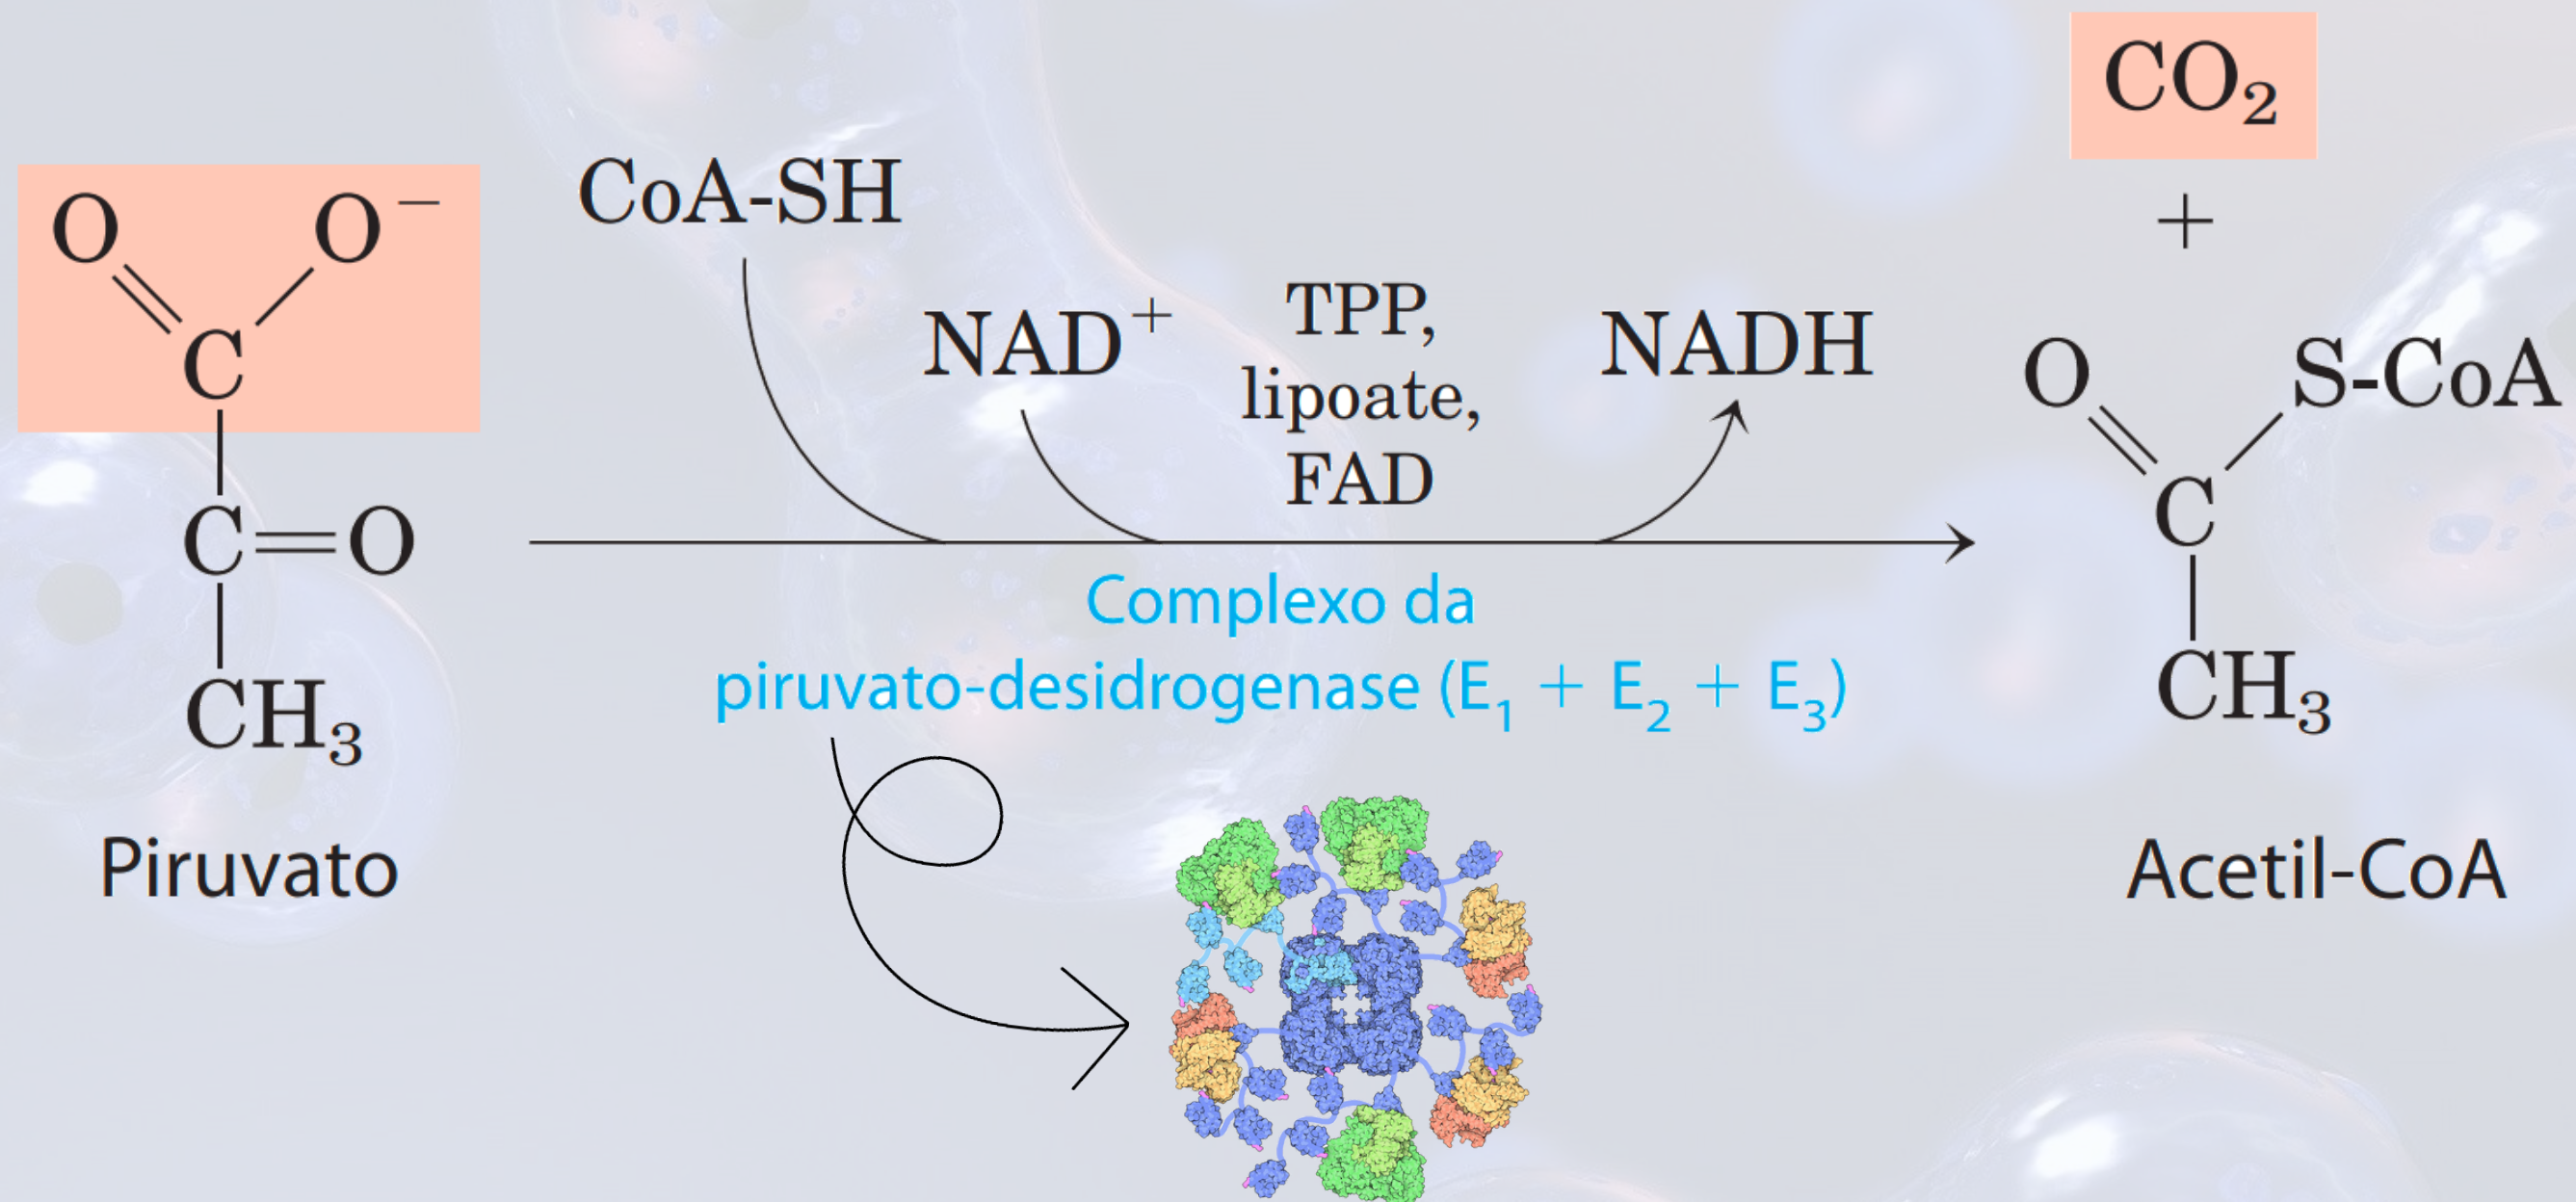 O O⁻
C
C=O
CH₃
Piruvato
CoA-SH
NAD⁺
TPP,
lipoate,
FAD
NADH
Complexo da
piruvato-desidrogenase (E₁ + E₂ + E₃)
CO₂
+
O S-CoA
C
CH₃
Acetil-CoA